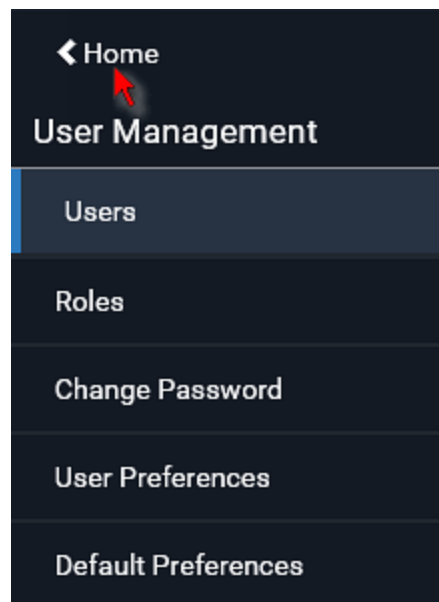 Home
User Management
Users
Roles
Change Password
User Preferences
Default Preferences